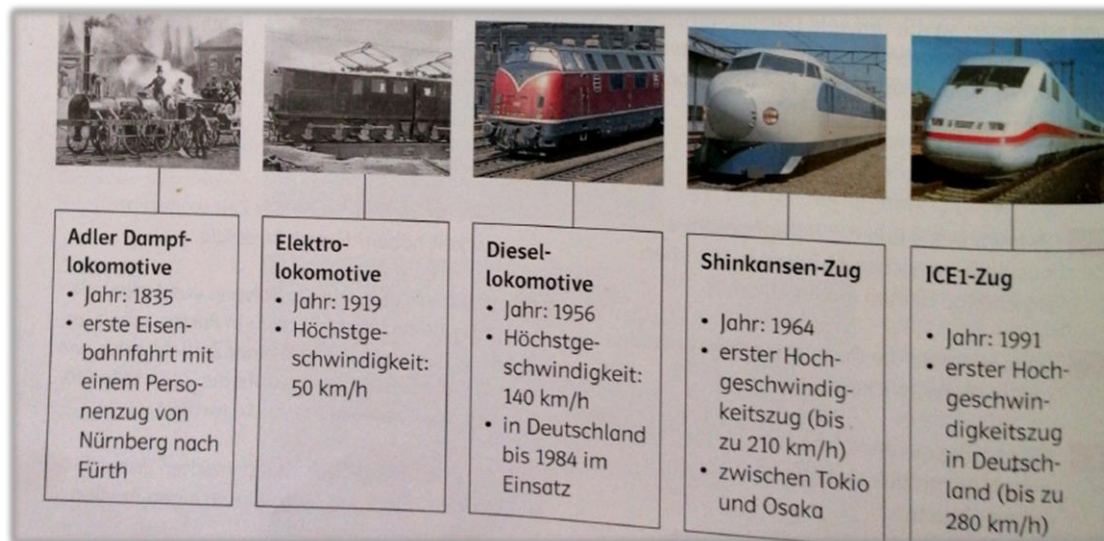 Adler Dampf-
lokomotive
• Jahr: 1835
• erste Eisen-
bahnfahrt mit
einem Perso-
nenzug von
Nürnberg nach
Fürth
Elektro-
lokomotive
• Jahr: 1919
• Höchstge-
schwindigkeit:
50 km/h
Diesel-
lokomotive
• Jahr: 1956
• Höchstge-
schwindigkeit:
140 km/h
• in Deutschland
bis 1984 im
Einsatz
Shinkansen-Zug
• Jahr: 1964
• erster Hoch-
geschwindig-
keitszug (bis
zu 210 km/h)
• zwischen Tokio
und Osaka
ICE1-Zug
• Jahr: 1991
• erster Hoch-
geschwin-
digkeitszug
in Deutsch-
land (bis zu
280 km/h)